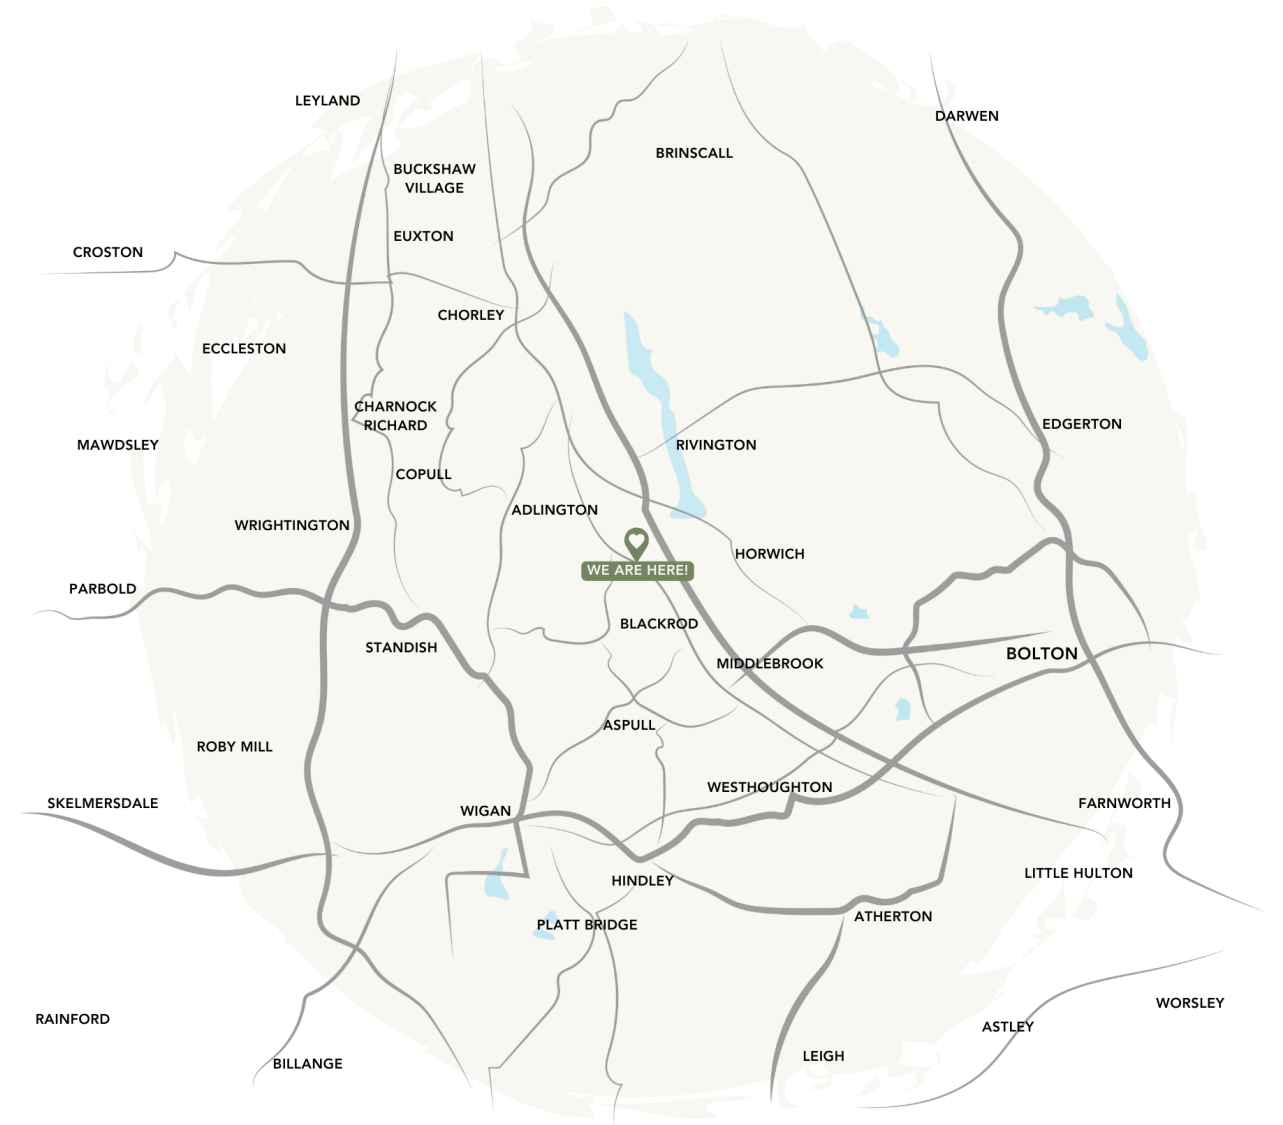 LEYLAND
DARWEN
BRINSCALL
BUCKSHAW
VILLAGE
EUXTON
CROSTON
CHORLEY
ECCLESTON
CHARNOCK
RICHARD
EDGERTON
MAWDSLEY
RIVINGTON
COPULL
ADLINGTON
WRIGHTINGTON
HORWICH
WE ARE HERE!
PARBOLD
BLACKROD
STANDISH
BOLTON
MIDDLEBROOK
ASPULL
ROBY MILL
WESTHOUGHTON
SKELMERSDALE
FARNWORTH
WIGAN
LITTLE HULTON
HINDLEY
ATHERTON
PLATT BRIDGE
WORSLEY
RAINFORD
ASTLEY
LEIGH
BILLANGE